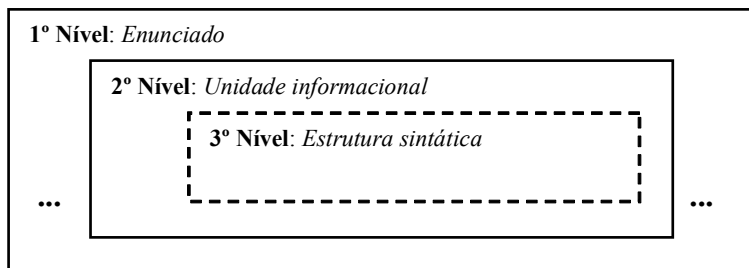 1º Nível: Enunciado
2º Nível: Unidade informacional
3º Nível: Estrutura sintática
... ...